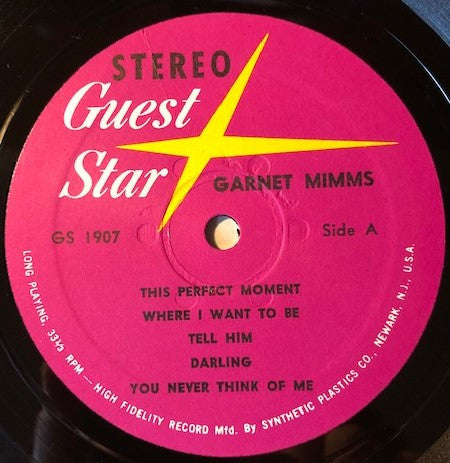 STEREO
Guest
Star
GARNET MIMMS
GS 1907
Side A
THIS PERFECT MOMENT
WHERE I WANT TO BE
TELL HIM
DARLING
YOU NEVER THINK OF ME
LONG PLAYING, 33⅓ RPM — HIGH FIDELITY RECORD Mfd. By SYNTHETIC PLASTICS CO., NEWARK, N.J., U.S.A.